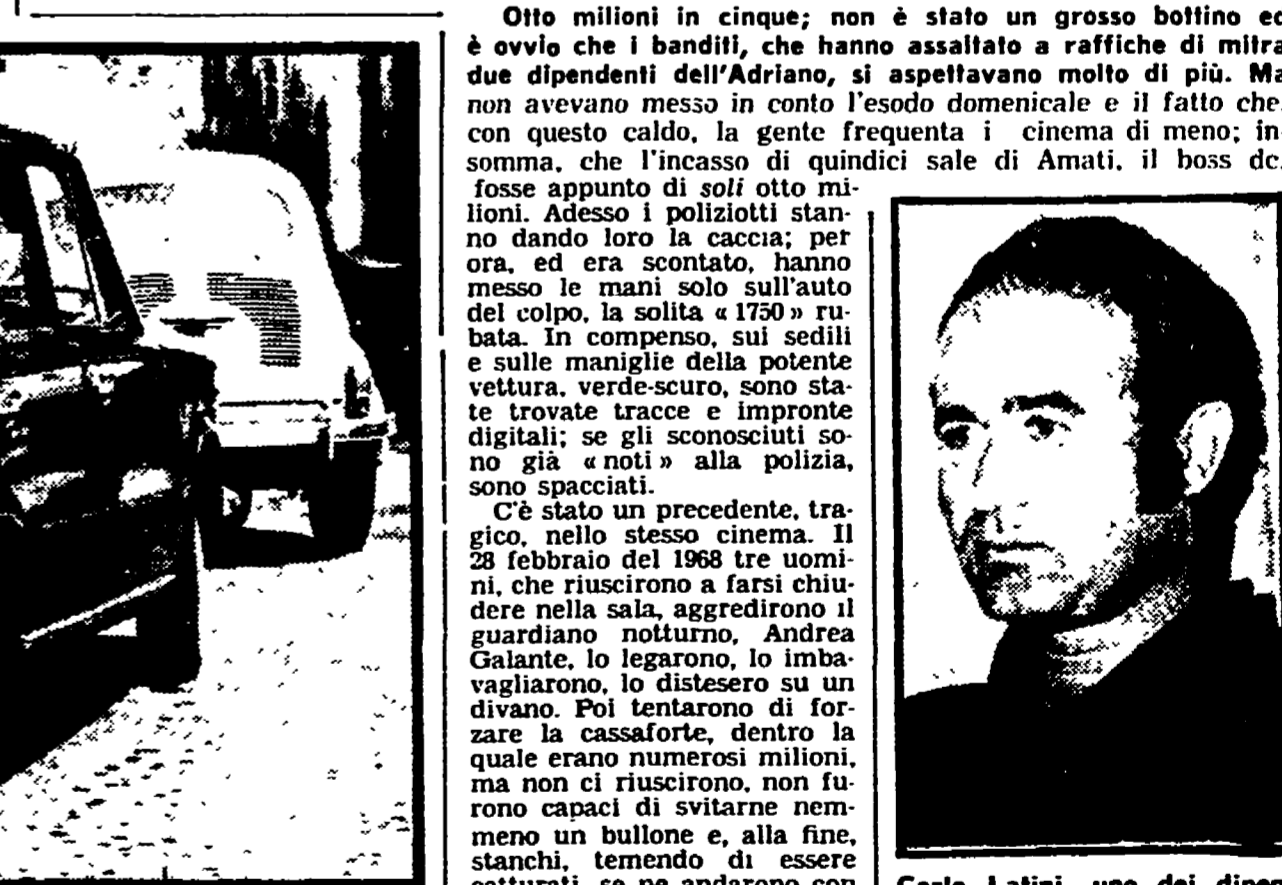 Otto milioni in cinque; non è stato un grosso bottino ed
è ovvio che i banditi, che hanno assaltato a raffiche di mitra
due dipendenti dell'Adriano, si aspettavano molto di più. Ma
non avevano messo in conto l'esodo domenicale e il fatto che,
con questo caldo, la gente frequenta i cinema di meno; in-
somma, che l'incasso di quindici sale di Amati, il boss de
fosse appunto di soli otto mi-
lioni. Adesso i poliziotti stan-
no dando loro la caccia; per
ora, ed era scontato, hanno
messo le mani solo sull'auto
del colpo, la solita « 1750 » ru-
bata. In compenso, sui sedili
e sulle maniglie della potente
vettura, verde-scuro, sono sta-
te trovate tracce e impronte
digitali; se gli sconosciuti so-
no già « noti » alla polizia,
sono spacciati.
C'è stato un precedente, tra-
gico, nello stesso cinema. Il
28 febbraio del 1968 tre uomi-
ni, che riuscirono a farsi chiu-
dere nella sala, aggredirono il
guardiano notturno, Andrea
Galante, lo legarono, lo imba-
vagliarono, lo distesero su un
divano. Poi tentarono di for-
zare la cassaforte, dentro la
quale erano numerosi milioni,
ma non ci riuscirono, non fu-
rono capaci di svitarne nem-
meno un bullone e, alla fine,
stanchi, temendo di essere
catturati, se ne andarono con
Carlo Latini, uno dei dipen